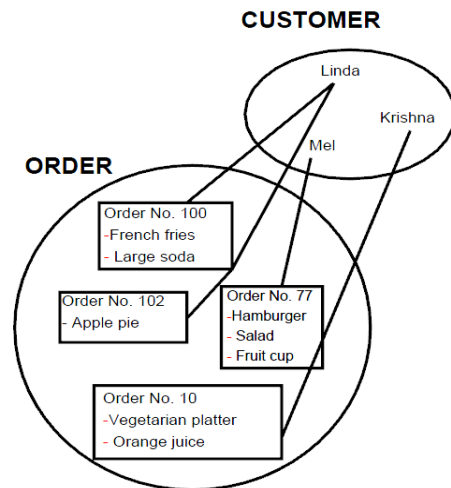 CUSTOMER
Linda
Krishna
Mel
ORDER
Order No. 100
-French fries
- Large soda
Order No. 102
- Apple pie
Order No. 77
-Hamburger
- Salad
- Fruit cup
Order No. 10
-Vegetarian platter
- Orange juice